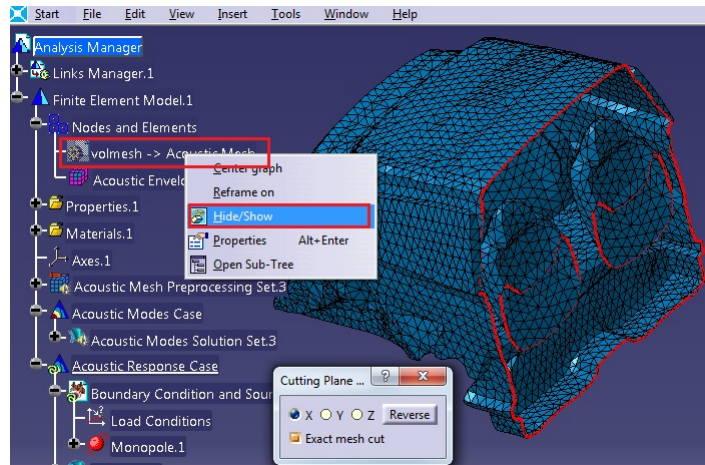 Start File Edit View Insert Tools Window Help
Analysis Manager
Links Manager.1
Finite Element Model.1
Nodes and Elements
volmesh -> Acoustic Mesh
Center graph
Acoustic Envelo
Reframe on
Properties.1
Hide/Show
Materials.1
Properties Alt+Enter
Axes.1
Open Sub-Tree
Acoustic Mesh Preprocessing Set.3
Acoustic Modes Case
Acoustic Modes Solution Set.3
Acoustic Response Case
Cutting Plane ... ? X
Boundary Condition and Sour
X Y Z Reverse
Load Conditions
Exact mesh cut
Monopole.1